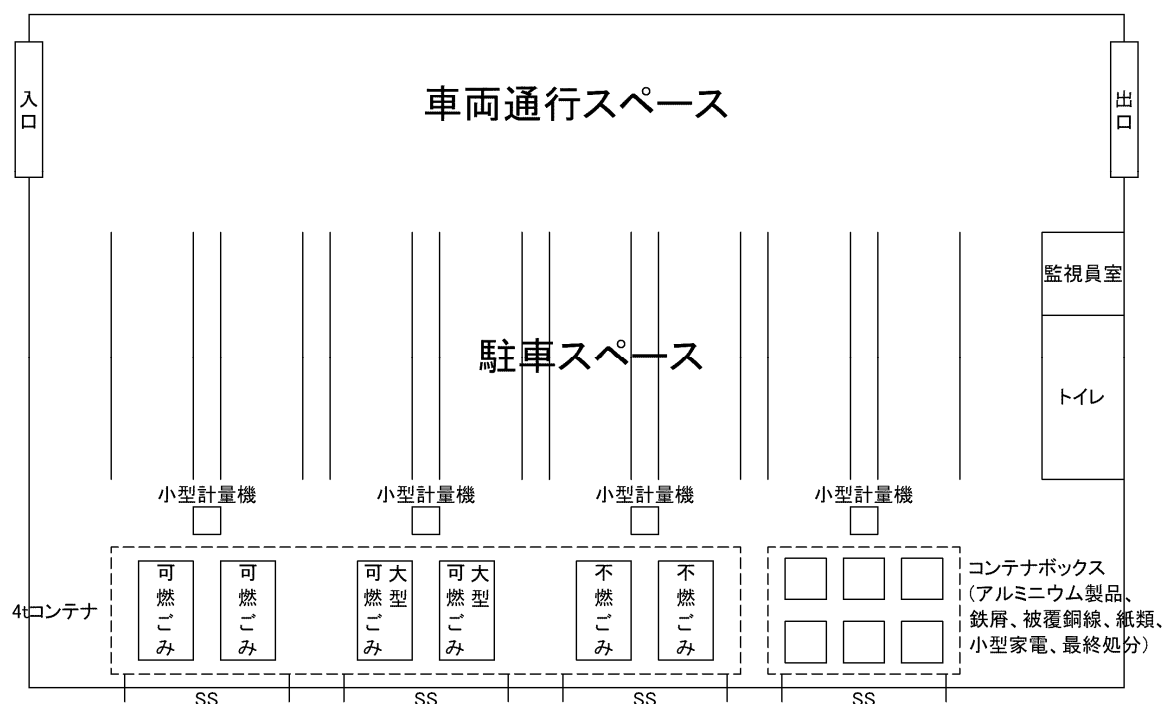 車両通行スペース
入口
出口
監視員室
駐車スペース
トイレ
小型計量機
小型計量機
小型計量機
小型計量機
4tコンテナ
可燃ごみ
可燃ごみ
大型
可燃ごみ
大型
可燃ごみ
不燃ごみ
不燃ごみ
コンテナボックス
(アルミニウム製品、
鉄屑、被覆銅線、紙類、
小型家電、最終処分)
SS
SS
SS
SS